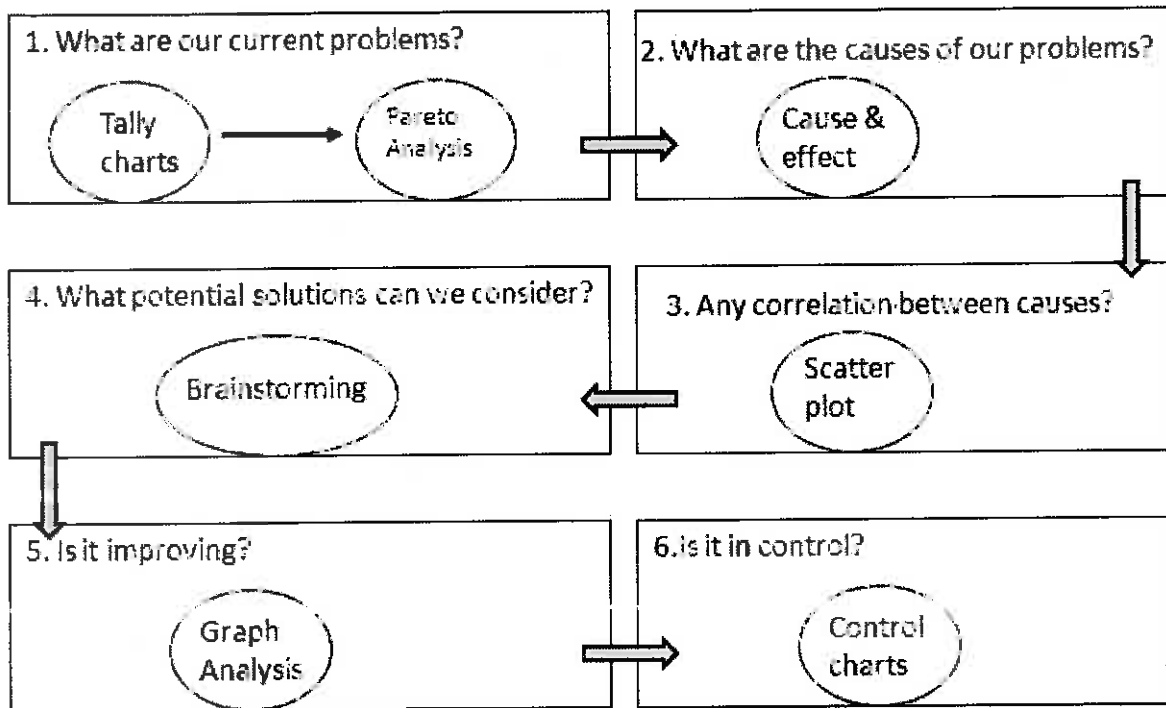 1. What are our current problems?
Tally
charts
Pareto
Analysis
2. What are the causes of our problems?
Cause &
effect
3. Any correlation between causes?
Scatter
plot
4. What potential solutions can we consider?
Brainstorming
5. Is it improving?
Graph
Analysis
6.is it in control?
Control
charts